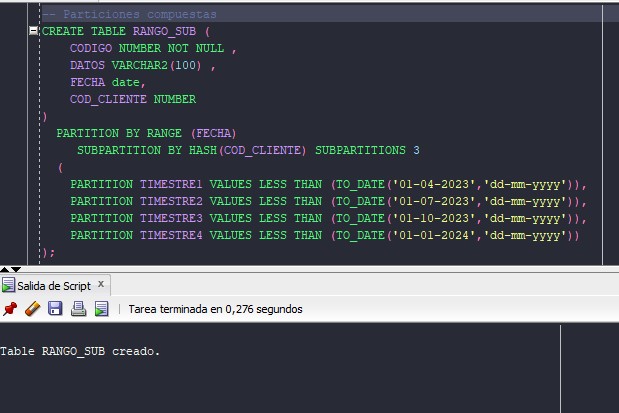 -- Particiones compuestas
CREATE TABLE RANGO_SUB (
CODIGO NUMBER NOT NULL ,
DATOS VARCHAR2(100) ,
FECHA date,
COD_CLIENTE NUMBER
)
PARTITION BY RANGE (FECHA)
SUBPARTITION BY HASH(COD_CLIENTE) SUBPARTITIONS 3
(
PARTITION TIMESTRE1 VALUES LESS THAN (TO_DATE('01-04-2023','dd-mm-yyyy')),
PARTITION TIMESTRE2 VALUES LESS THAN (TO_DATE('01-07-2023','dd-mm-yyyy')),
PARTITION TIMESTRE3 VALUES LESS THAN (TO_DATE('01-10-2023','dd-mm-yyyy')),
PARTITION TIMESTRE4 VALUES LESS THAN (TO_DATE('01-01-2024','dd-mm-yyyy'))
);
Salida de Script x
Tarea terminada en 0,276 segundos
Table RANGO_SUB creado.